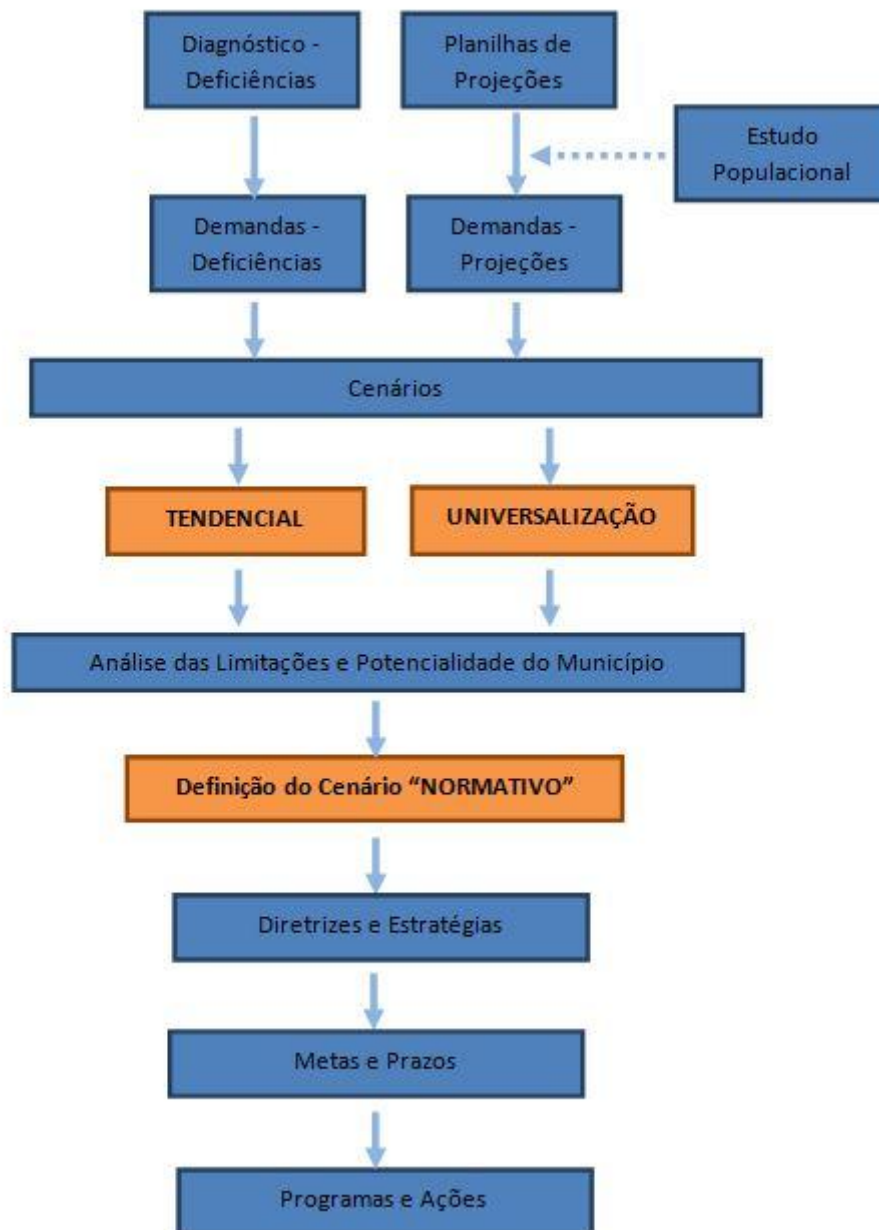 Diagnóstico -
Deficiências
Planilhas de
Projeções
Estudo
Populacional
Demandas -
Deficiências
Demandas -
Projeções
Cenários
TENDENCIAL
UNIVERSALIZAÇÃO
Análise das Limitações e Potencialidade do Município
Definição do Cenário “NORMATIVO”
Diretrizes e Estratégias
Metas e Prazos
Programas e Ações